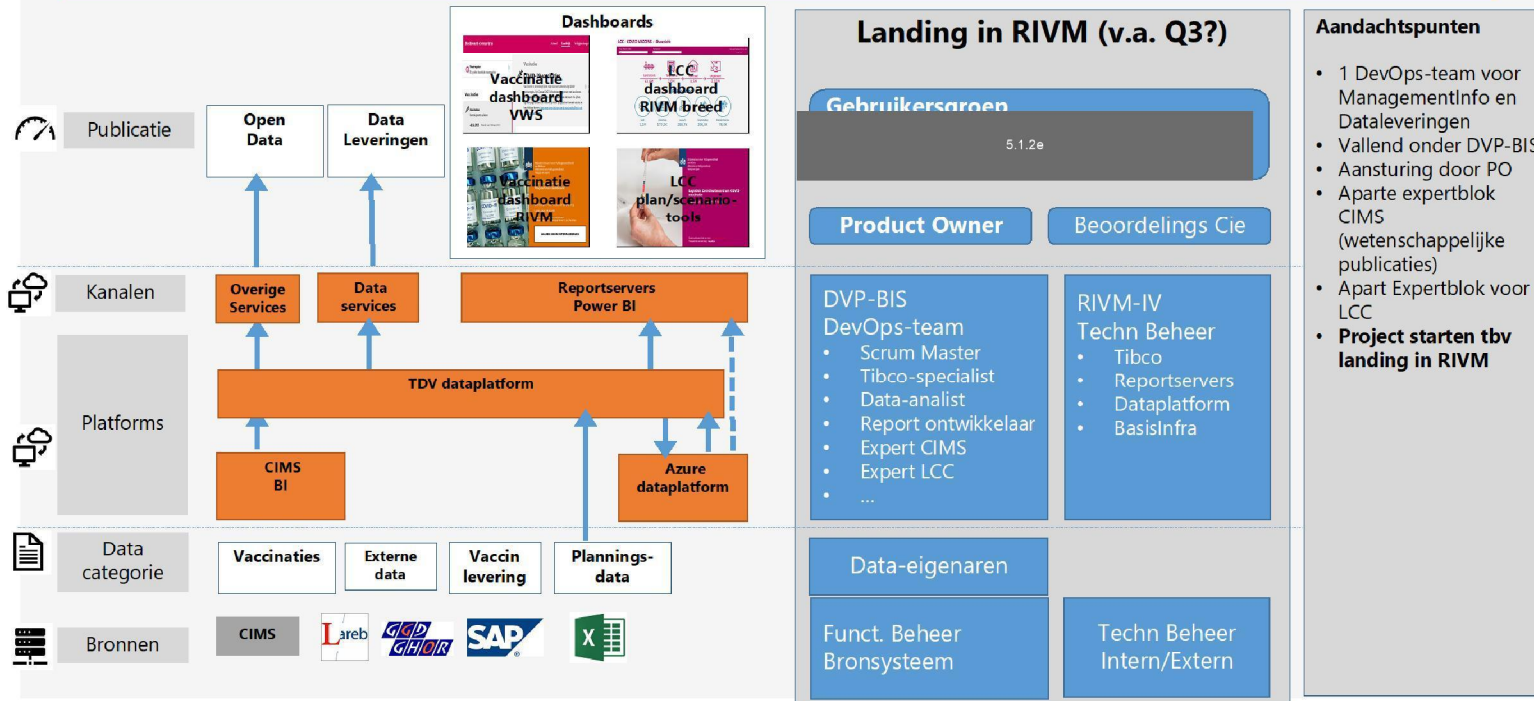 Dashboards
Vaccinatie
dashboard
VWS
LCC
dashboard
RIVM breed
Vaccinatie
dashboard
RIVM
LCC
plan/scenario-
tools
Publicatie
Open
Data
Data
Leveringen
Kanalen
Overige
Services
Data
services
Reportservers
Power BI
Platforms
TDV dataplatform
CIMS
BI
Azure
dataplatform
Data
categorie
Vaccinaties
Externe
data
Vaccin
levering
Plannings-
data
Bronnen
CIMS
Lareb
GGD
GHOR
SAP
X
Landing in RIVM (v.a. Q3?)
Gebruikersgroep
5.1.2e
Product Owner
Beoordelings Cie
DVP-BIS
DevOps-team
• Scrum Master
• Tibco-specialist
• Data-analist
• Report ontwikkelaar
• Expert CIMS
• Expert LCC
• ...
RIVM-IV
Techn Beheer
• Tibco
• Reportservers
• Dataplatform
• BasisInfra
Data-eigenaren
Funct. Beheer
Bronsysteem
Techn Beheer
Intern/Extern
Aandachtspunten
• 1 DevOps-team voor
ManagementInfo en
Dataleveringen
• Vallend onder DVP-BIS
• Aansturing door PO
• Aparte expertblok
CIMS
(wetenschappelijke
publicaties)
• Apart Expertblok voor
LCC
• Project starten tbv
landing in RIVM